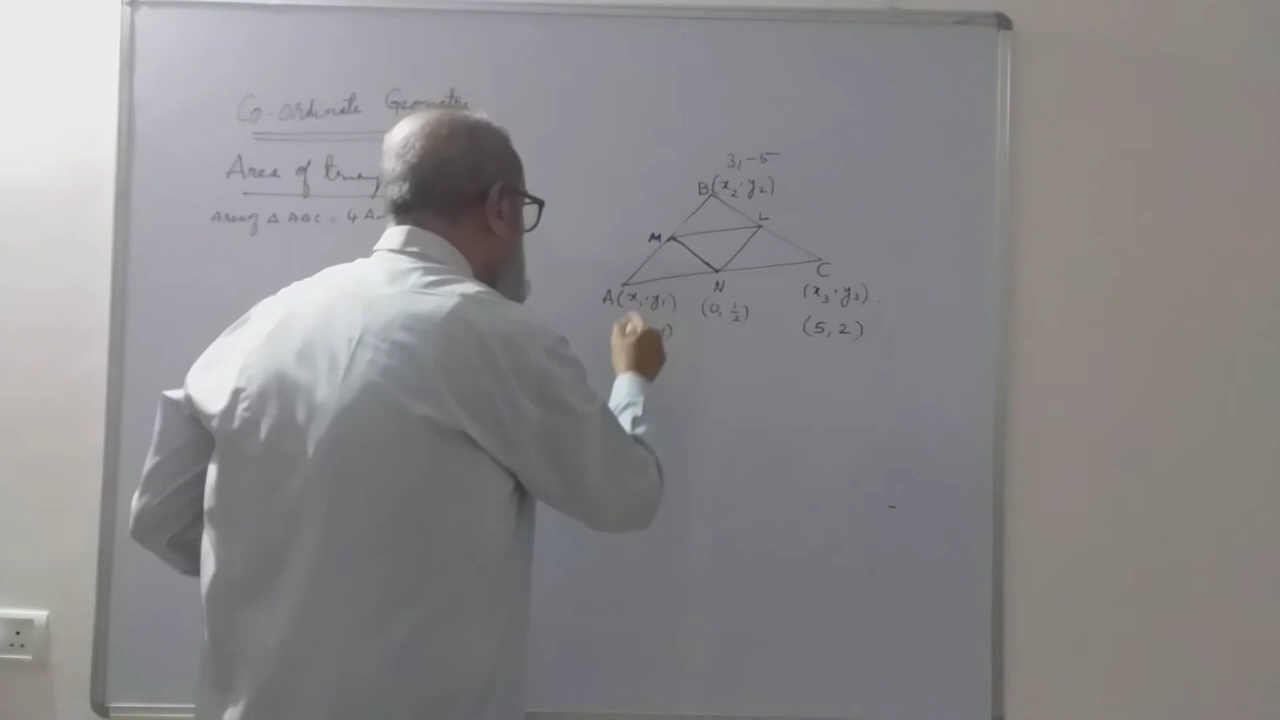 Co-ordinate Geometry
Area of
Area of Δ ABC = 4
3, -5
B(x₂, y₂)
L
M
C
N
A(x₁, y₁)
(0, ½)
(x₃, y₃)
(5, 2)